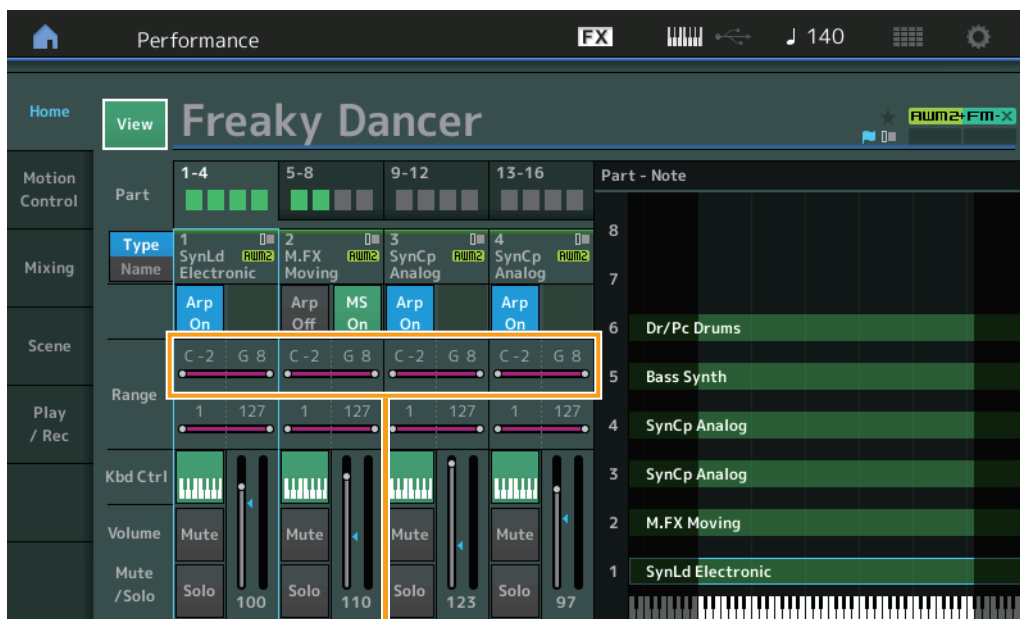 Performance FX 140
Home View Freaky Dancer AWM2+FM-X
Motion Control
Part 1-4 5-8 9-12 13-16 Part - Note
8
Type 1 2 3 4
Name SynLd AWM2 M.FX AWM2 SynCp AWM2 SynCp AWM2
Electronic Moving Analog Analog
Mixing 7
Arp On Arp Off MS On Arp On Arp On
6 Dr/Pc Drums
Scene
C -2 G 8 C -2 G 8 C -2 G 8 C -2 G 8
5 Bass Synth
Range
Play / Rec
1 127 1 127 1 127 1 127
4 SynCp Analog
Kbd Ctrl 3 SynCp Analog
Volume Mute Mute Mute Mute 2 M.FX Moving
Mute /Solo 1 SynLd Electronic
Solo 100 Solo 110 Solo 123 Solo 97